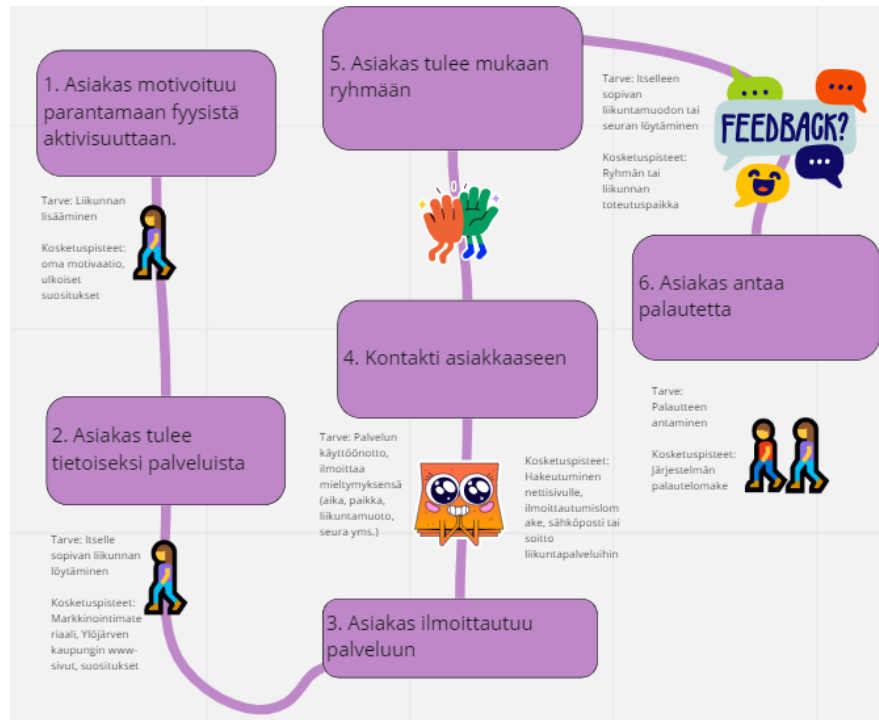 1. Asiakas motivoituu
parantamaan fyysistä
aktivisuuttaan.
Tarve: Liikunnan
lisääminen
Kosketuspisteet:
oma motivaatio,
ulkoiset
suositukset
2. Asiakas tulee
tietoiseksi palveluista
Tarve: Itselle
sopivan liikunnan
löytäminen
Kosketuspisteet:
Markkinointimate
riaali, Ylöjärven
kaupungin www-
sivut, suositukset
3. Asiakas ilmoittautuu
palveluun
Tarve: Palvelun
käyttöönotto,
ilmoittaa
mieltymyksensä
(aika, paikka,
liikuntamuoto,
seura yms.)
Kosketuspisteet:
Hakeutuminen
nettisivulle,
ilmoittautumislom
ake, sähköposti tai
soitto
liikuntapalveluihin
4. Kontakti asiakkaaseen
5. Asiakas tulee mukaan
ryhmään
Tarve: Itselleen
sopivan
liikuntamuodon tai
seuran löytäminen
Kosketuspisteet:
Ryhmän tai
liikunnan
toteutuspaikka
FEEDBACK?
6. Asiakas antaa
palautetta
Tarve:
Palautteen
antaminen
Kosketuspisteet:
Järjestelmän
palautelomake